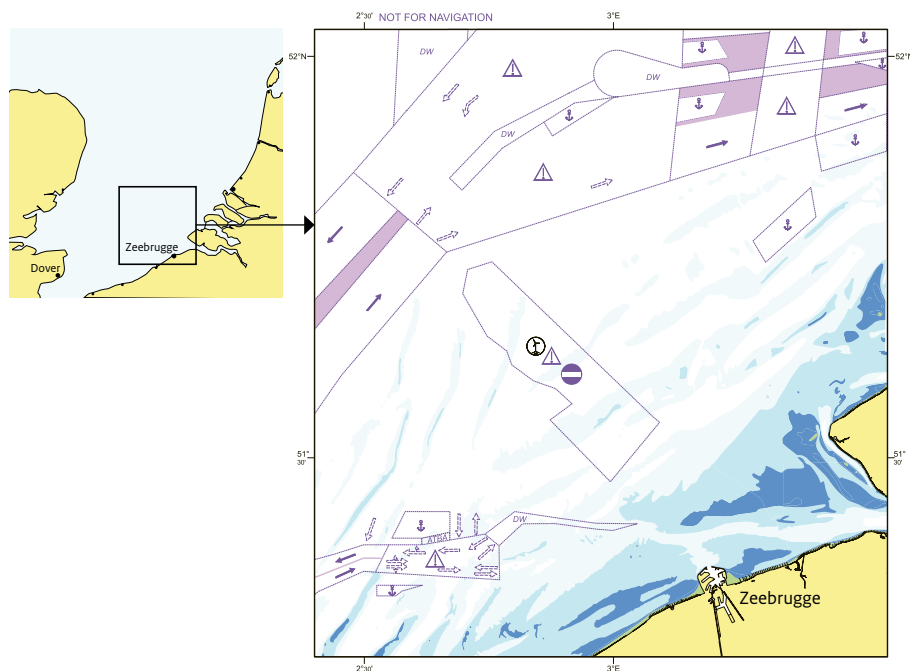 2°30' NOT FOR NAVIGATION 3°E
52°N
52°N
DW
DW
DW
Zeebrugge
Dover
51°
30'
51°
30'
DW
ATBA
Zeebrugge
2°30'
3°E